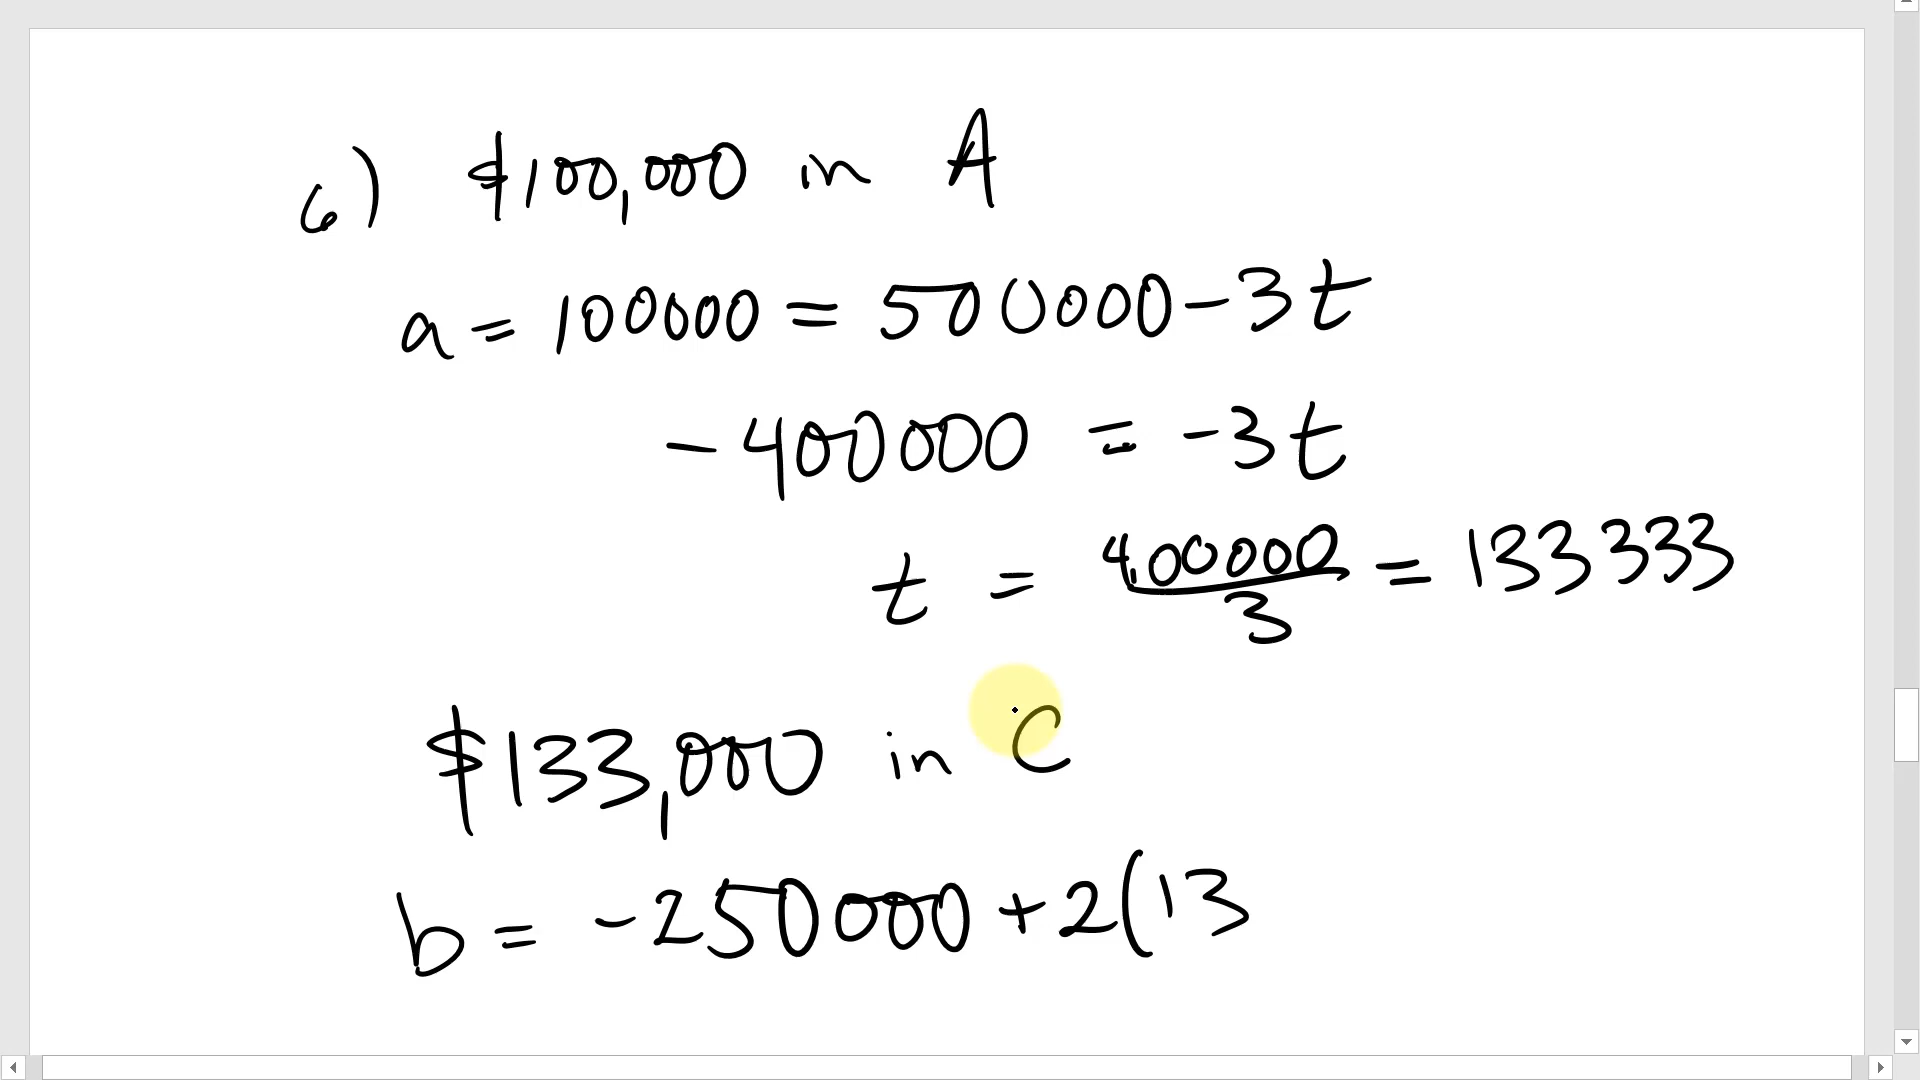 6) $100,000 in A
a = 100000 = 500000 - 3t
- 400000 = -3t
t = 400000/3 = 133333
$133,000 in C
b = -250000 + 2(13